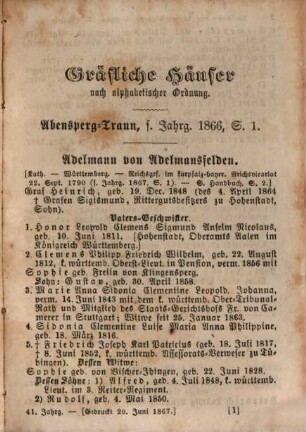 Gräfliche Häuser
nach alphabetischer Ordnung.
Abensperg-Traun, s. Jahrg. 1866, S. 1.
Adelmann von Adelmannsfelden.
[Kath. — Württemberg. — Reichsgrf. im kurpfalz-bayer. Reichsvicariat
22. Sept. 1790 (s. Jahrg. 1867, S. 1). — S. Handbuch, S. 2.]
Graf Heinrich, geb. 19. Dec. 1848 (des 4. April 1864
† Grafen Sigismund, Rittergutsbesitzers zu Hohenstadt,
Sohn).
Vaters-Geschwister.
1. Honor Leopold Clemens Sigmund Anselm Nicolaus,
geb. 10. Juni 1811. [Hohenstadt, Oberamts Aalen im
Königreich Württemberg.]
2. Clemens Philipp Friedrich Wilhelm, geb. 22. August
1812, k. württemb. Oberst-Lieut. in Pension, verm. 1856 mit
Sophie geb. Freiin von Klingensperg.
Sohn: Gustav, geb. 30. April 1858.
3. Marie Anna Sidonia Clementine Leopold. Johanna,
verm. 14. Juni 1843 mit dem k. württemb. Ober-Tribunal-
Rath und Mitglied des Staats-Gerichtshofs Fr. von Ca-
merer in Stuttgart; Witwe seit 25. Januar 1863.
4. Sidonia Clementine Luise Maria Anna Philippine,
geb. 18. März 1816.
5. † Friedrich Joseph Karl Patricius (geb. 18. Juli 1817,
† 8. Juni 1852, k. württemb. Assessorats-Verweser zu Tü-
bingen). Dessen Witwe:
Sophie geb. von Bischer-Ihingen, geb. 22. Juni 1828.
Dessen Söhne: 1) Alfred, geb. 4. Juli 1848, k. württemb.
Lieut. im 3. Reiter-Regiment.
2) Rudolf, geb. 4. Mai 1850.
41. Jahrg. — [Gedruckt 20. Juni 1867.] [1]